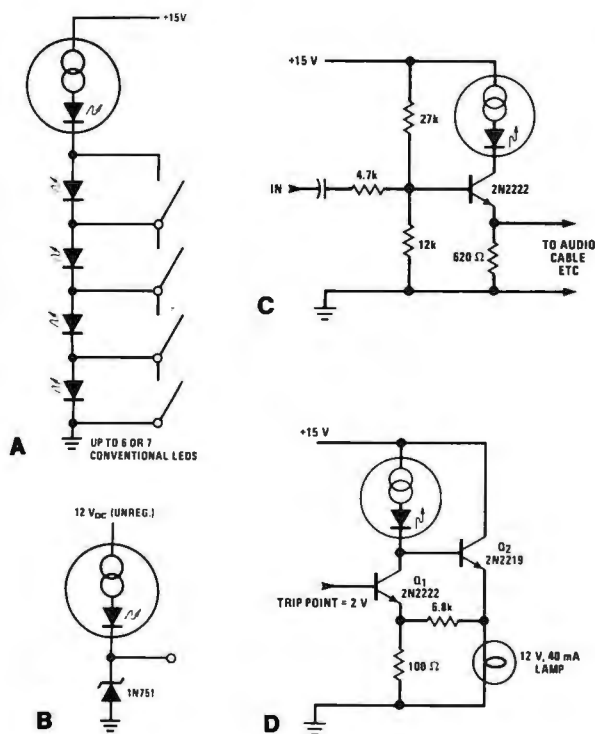 +15V
A
UP TO 6 OR 7
CONVENTIONAL LEDS
12 VDC (UNREG.)
1N751
B
+15 V
27k
IN
4.7k
2N2222
12k
620 Ω
TO AUDIO
CABLE
ETC
C
+15 V
Q2
2N2219
Q1
2N2222
TRIP POINT = 2 V
6.8k
100 Ω
12 V, 40 mA
LAMP
D